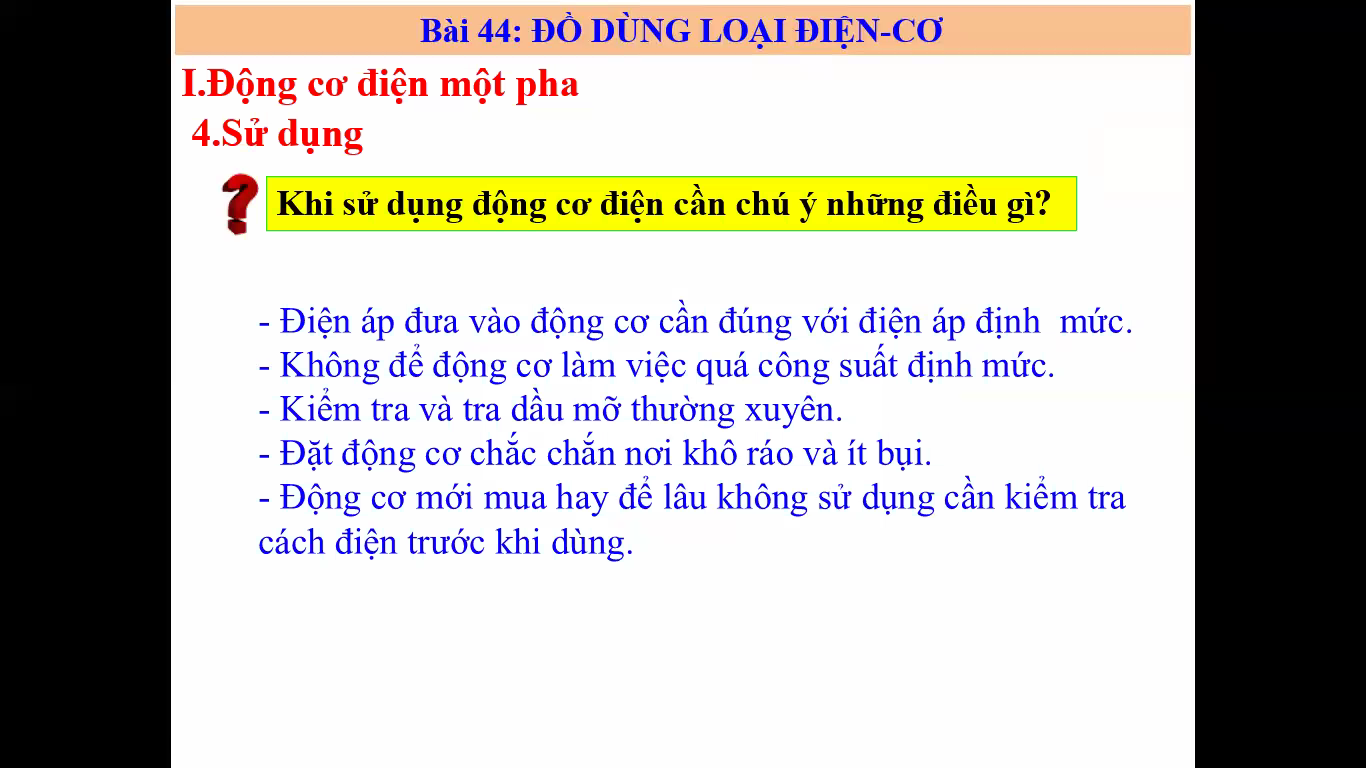 Bài 44: ĐỒ DÙNG LOẠI ĐIỆN-CƠ
I.Động cơ điện một pha
4.Sử dụng
Khi sử dụng động cơ điện cần chú ý những điều gì?
- Điện áp đưa vào động cơ cần đúng với điện áp định mức.
- Không để động cơ làm việc quá công suất định mức.
- Kiểm tra và tra dầu mỡ thường xuyên.
- Đặt động cơ chắc chắn nơi khô ráo và ít bụi.
- Động cơ mới mua hay để lâu không sử dụng cần kiểm tra
cách điện trước khi dùng.